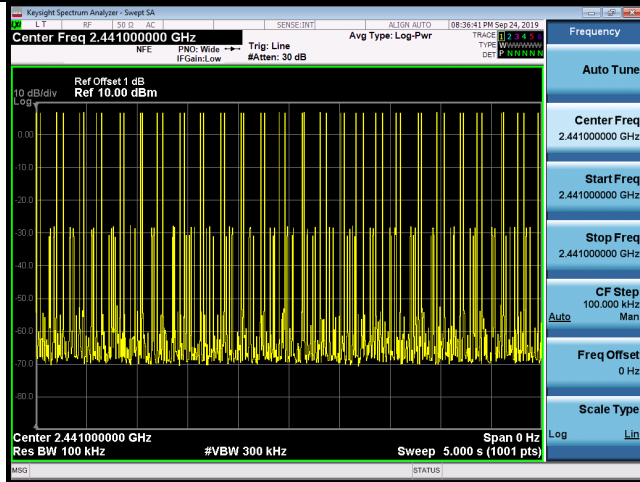 Keysight Spectrum Analyzer - Swept SA
LXI L T RF 50 Ω AC SENSE:INT ALIGN AUTO 08:36:41 PM Sep 24, 2019
Center Freq 2.441000000 GHz
NFE
PNO: Wide
IFGain:Low
Trig: Line
#Atten: 30 dB
Avg Type: Log-Pwr
TRACE 1 2 3 4 5 6
TYPE WWWWWW
DET P N N N N N
Ref Offset 1 dB
10 dB/div Ref 10.00 dBm
Log
0.00
-10.0
-20.0
-30.0
-40.0
-50.0
-60.0
-70.0
-80.0
Center 2.441000000 GHz Span 0 Hz
Res BW 100 kHz #VBW 300 kHz Sweep 5.000 s (1001 pts)
MSG STATUS
Frequency
Auto Tune
Center Freq
2.441000000 GHz
Start Freq
2.441000000 GHz
Stop Freq
2.441000000 GHz
CF Step
100.000 kHz
Auto Man
Freq Offset
0 Hz
Scale Type
Log Lin